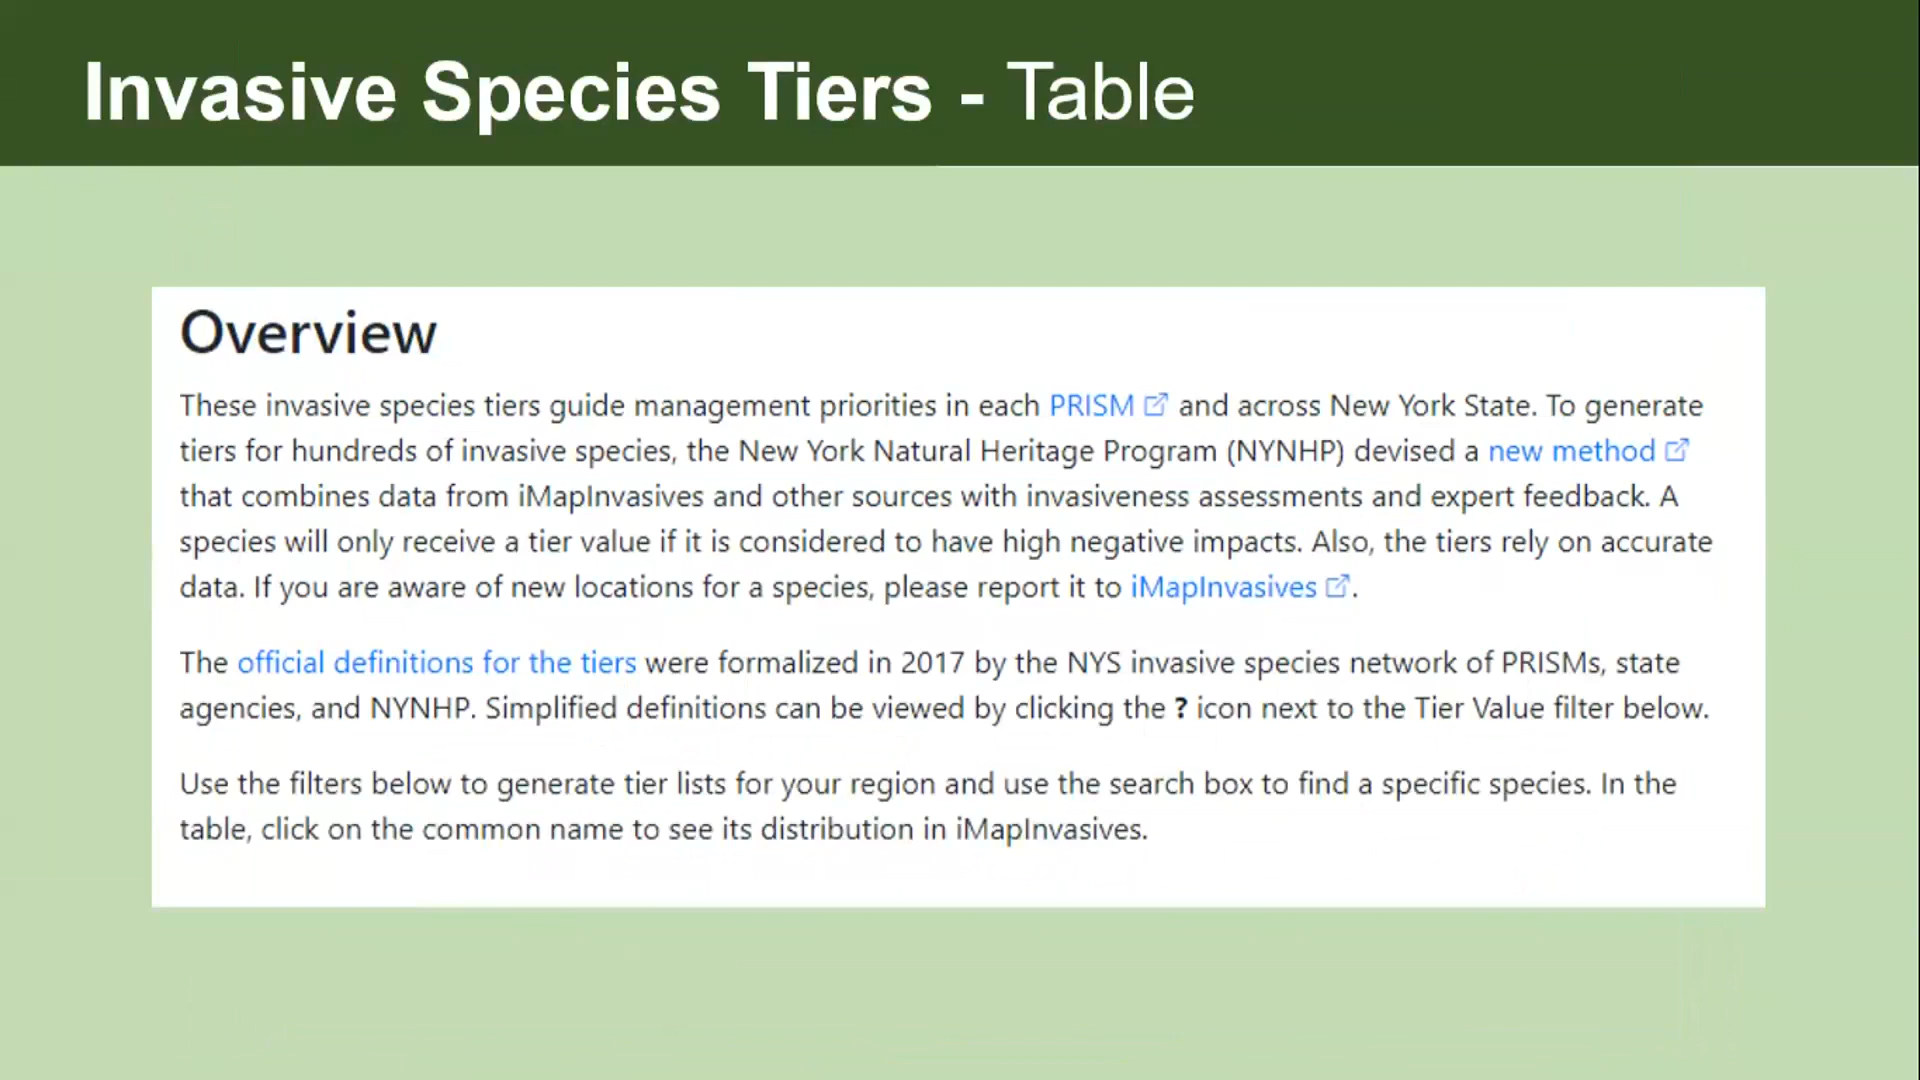 Invasive Species Tiers - Table
Overview
These invasive species tiers guide management priorities in each PRISM and across New York State. To generate
tiers for hundreds of invasive species, the New York Natural Heritage Program (NYNHP) devised a new method
that combines data from iMapInvasives and other sources with invasiveness assessments and expert feedback. A
species will only receive a tier value if it is considered to have high negative impacts. Also, the tiers rely on accurate
data. If you are aware of new locations for a species, please report it to iMapInvasives.
The official definitions for the tiers were formalized in 2017 by the NYS invasive species network of PRISMs, state
agencies, and NYNHP. Simplified definitions can be viewed by clicking the ? icon next to the Tier Value filter below.
Use the filters below to generate tier lists for your region and use the search box to find a specific species. In the
table, click on the common name to see its distribution in iMapInvasives.